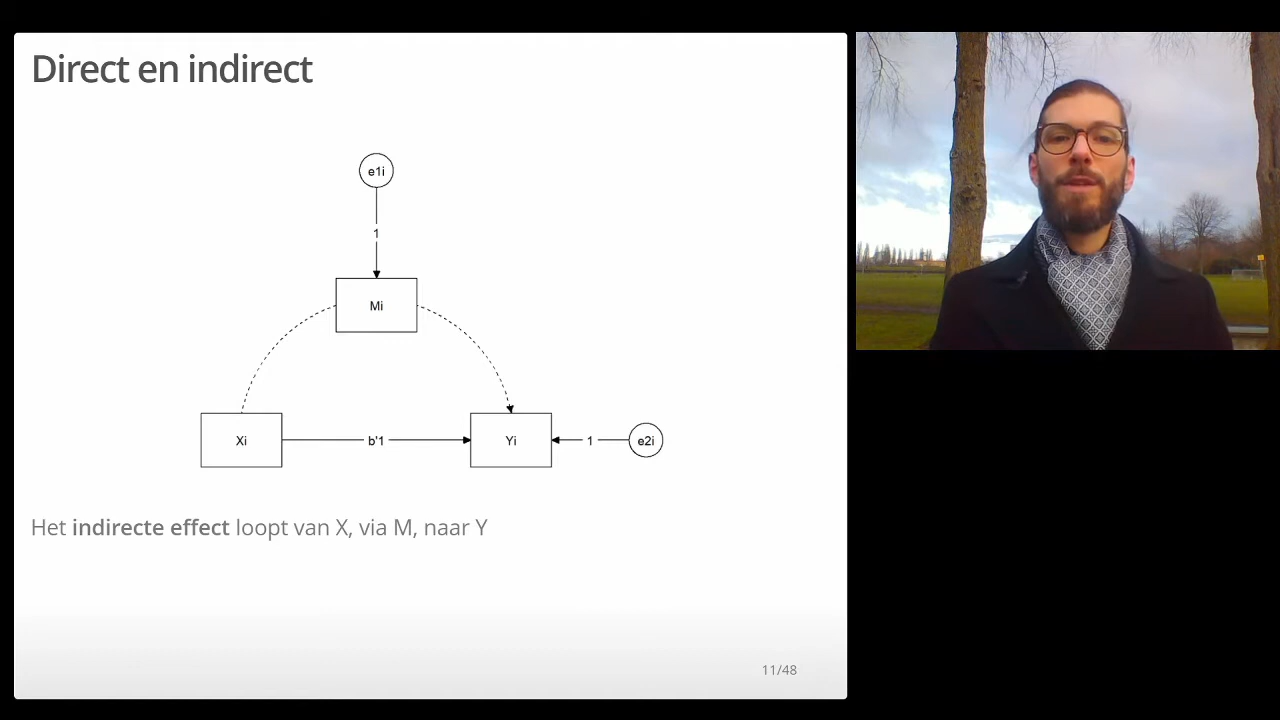 Direct en indirect
e1i
1
Mi
Xi
b'1
Yi
1
e2i
Het indirecte effect loopt van X, via M, naar Y
11/48